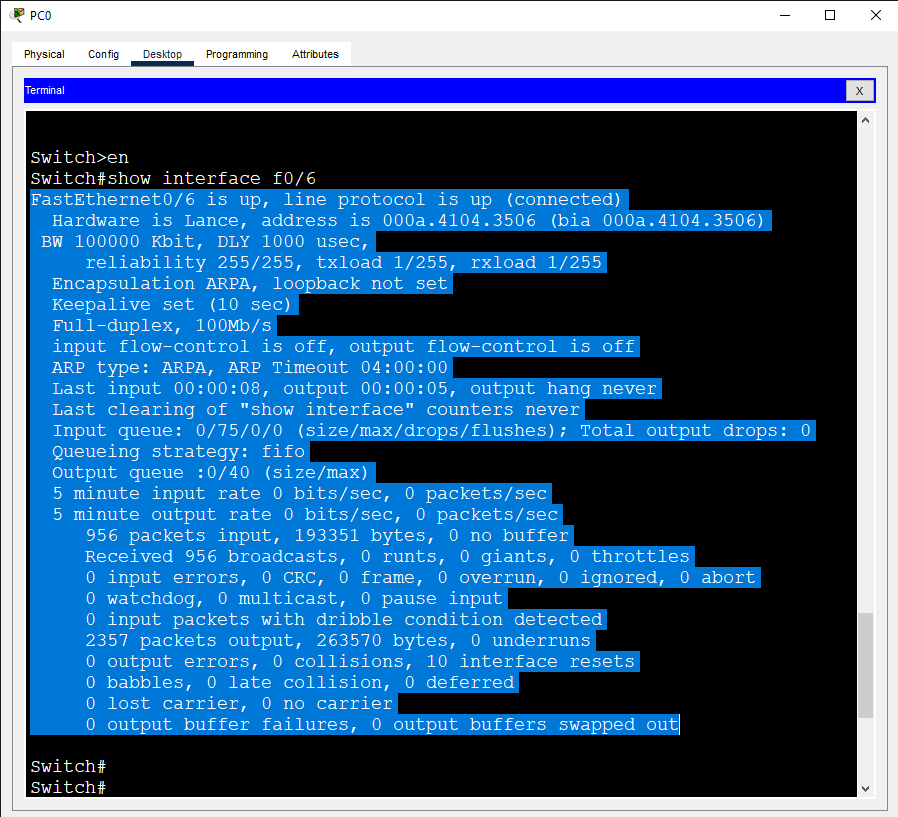 PC0
Physical Config Desktop Programming Attributes
Terminal X
Switch>en
Switch#show interface f0/6
FastEthernet0/6 is up, line protocol is up (connected)
Hardware is Lance, address is 000a.4104.3506 (bia 000a.4104.3506)
BW 100000 Kbit, DLY 1000 usec,
reliability 255/255, txload 1/255, rxload 1/255
Encapsulation ARPA, loopback not set
Keepalive set (10 sec)
Full-duplex, 100Mb/s
input flow-control is off, output flow-control is off
ARP type: ARPA, ARP Timeout 04:00:00
Last input 00:00:08, output 00:00:05, output hang never
Last clearing of "show interface" counters never
Input queue: 0/75/0/0 (size/max/drops/flushes); Total output drops: 0
Queueing strategy: fifo
Output queue :0/40 (size/max)
5 minute input rate 0 bits/sec, 0 packets/sec
5 minute output rate 0 bits/sec, 0 packets/sec
956 packets input, 193351 bytes, 0 no buffer
Received 956 broadcasts, 0 runts, 0 giants, 0 throttles
0 input errors, 0 CRC, 0 frame, 0 overrun, 0 ignored, 0 abort
0 watchdog, 0 multicast, 0 pause input
0 input packets with dribble condition detected
2357 packets output, 263570 bytes, 0 underruns
0 output errors, 0 collisions, 10 interface resets
0 babbles, 0 late collision, 0 deferred
0 lost carrier, 0 no carrier
0 output buffer failures, 0 output buffers swapped out
Switch#
Switch#